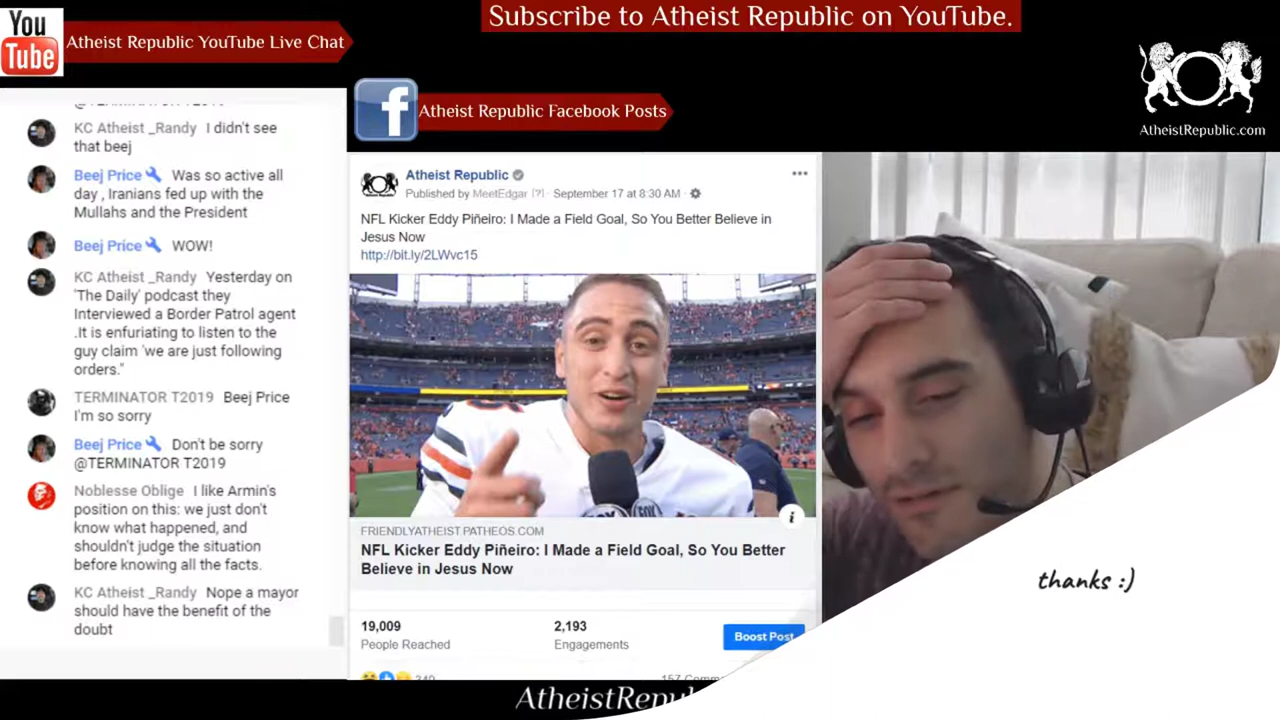 Subscribe to Atheist Republic on YouTube.
You
Tube
Atheist Republic YouTube Live Chat
Atheist Republic Facebook Posts
AtheistRepublic.com
KC Atheist _Randy I didn't see
that beej
Beej Price Was so active all
day , Iranians fed up with the
Mullahs and the President
Beej Price WOW!
KC Atheist _Randy Yesterday on
'The Daily' podcast they
Interviewed a Border Patrol agent
.It is enfuriating to listen to the
guy claim 'we are just following
orders."
TERMINATOR T2019 Beej Price
I'm so sorry
Beej Price Don't be sorry
@TERMINATOR T2019
Noblesse Oblige I like Armin's
position on this: we just don't
know what happened, and
shouldn't judge the situation
before knowing all the facts.
KC Atheist _Randy Nope a mayor
should have the benefit of the
doubt
Atheist Republic
Published by MeetEdgar [?] · September 17 at 8:30 AM ·
NFL Kicker Eddy Piñeiro: I Made a Field Goal, So You Better Believe in
Jesus Now
http://bit.ly/2LWvc15
FOX
FOX
FRIENDLYATHEIST.PATHEOS.COM
NFL Kicker Eddy Piñeiro: I Made a Field Goal, So You Better
Believe in Jesus Now
19,009
People Reached
2,193
Engagements
Boost Post
thanks :)